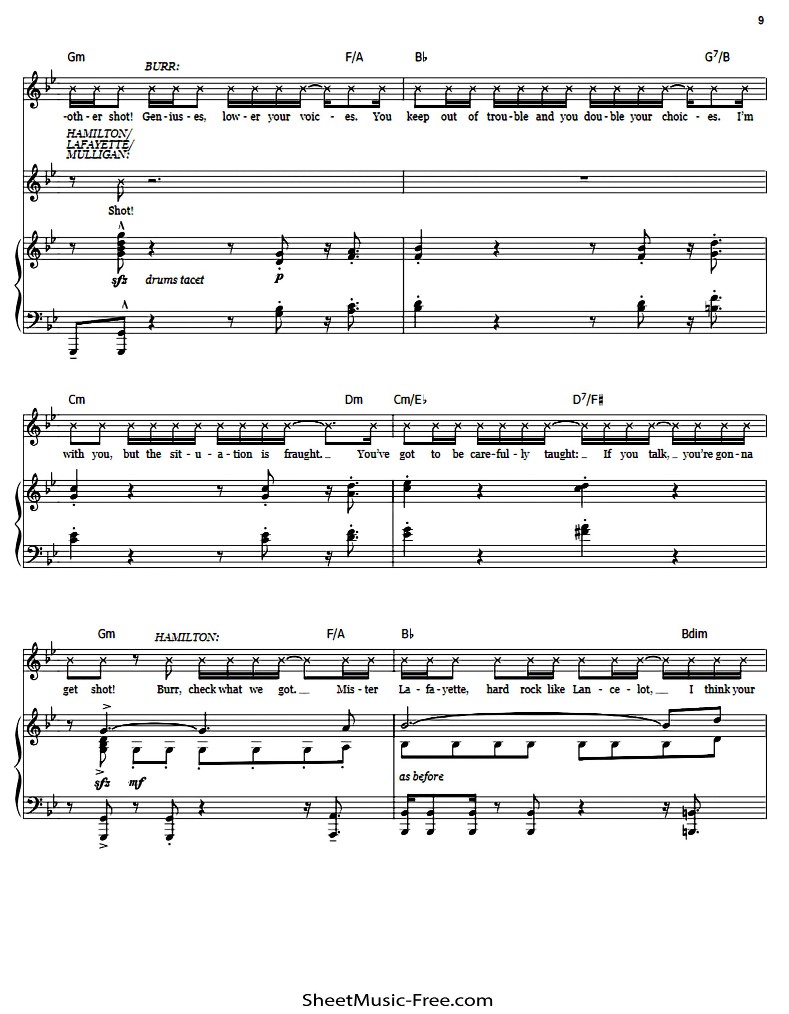 9
Gm F/A B♭ G7/B
BURR:
-oth-er shot! Gen-ius-es, low-er your voic-es. You keep out of trou-ble and you dou-ble your choic-es. I'm
HAMILTON/
LAFAYETTE/
MULLIGAN:
Shot!
sfz drums tacet p
Cm Dm Cm/E♭ D7/F♯
with you, but the sit-u-a-tion is fraught._ You've got to be care-ful-ly taught:_ If you talk,_ you're gon-na
Gm HAMILTON: F/A B♭ Bdim
get shot! Burr, check what we got._ Mis-ter La-fa-yette, hard rock like Lan-ce-lot,_ I think your
sfz mf as before
SheetMusic-Free.com